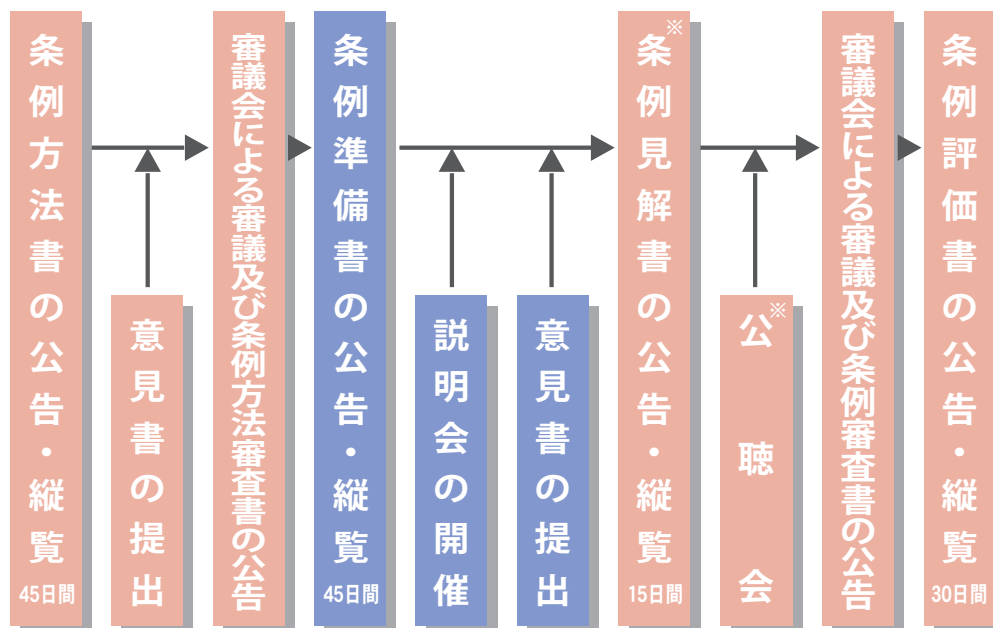 条例方法書の公告・縦覧
45日間
意見書の提出
審議会による審議及び条例方法審査書の公告
条例準備書の公告・縦覧
45日間
説明会の開催
意見書の提出
※
条例見解書の公告・縦覧
15日間
※
公聴会
審議会による審議及び条例審査書の公告
条例評価書の公告・縦覧
30日間